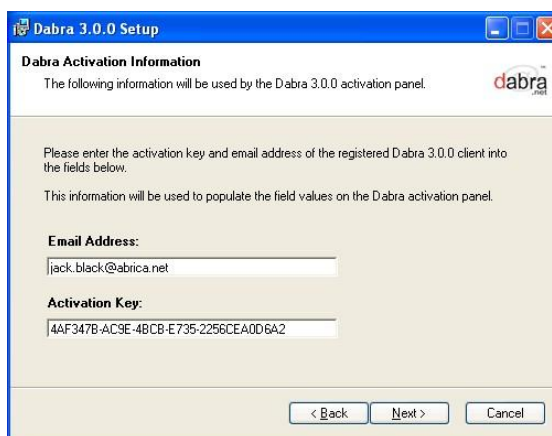 Dabra 3.0.0 Setup
Dabra Activation Information
The following information will be used by the Dabra 3.0.0 activation panel.
dabra
.net
Please enter the activation key and email address of the registered Dabra 3.0.0 client into
the fields below.
This information will be used to populate the field values on the Dabra activation panel.
Email Address:
jack.black@abrica.net
Activation Key:
4AF347B-AC9E-4BCB-E735-2256CEA0D6A2
< Back
Next >
Cancel